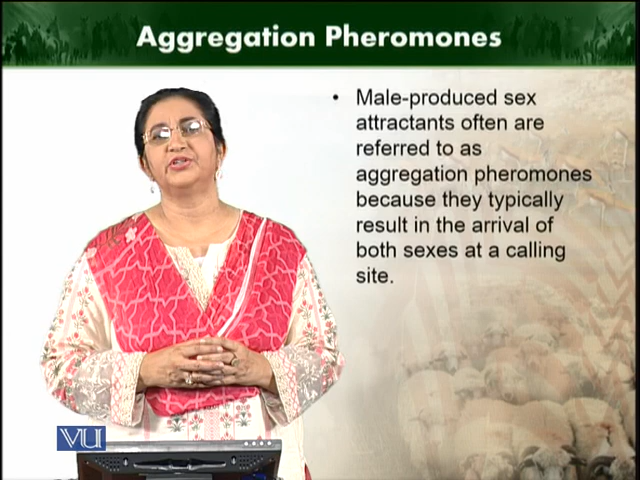 Aggregation Pheromones
• Male-produced sex
attractants often are
referred to as
aggregation pheromones
because they typically
result in the arrival of
both sexes at a calling
site.
VU